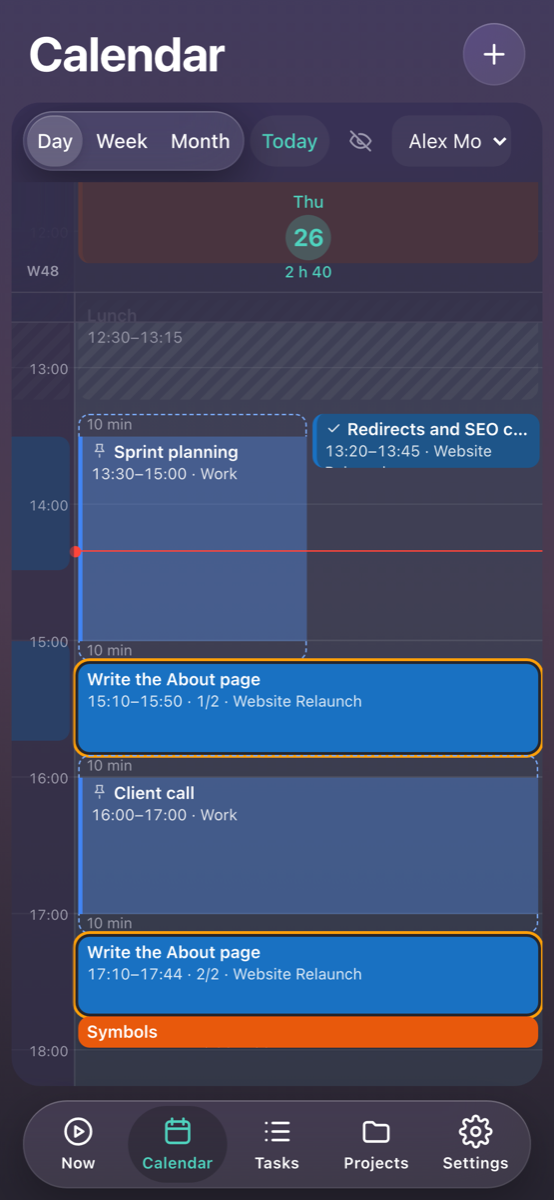 Calendar
Day Week Month Today Alex Mo
Thu
26
W48
2 h 40
Lunch
12:30–13:15
13:00
10 min
✓ Redirects and SEO c...
13:20–13:45 · Website
Sprint planning
13:30–15:00 · Work
14:00
15:00
10 min
Write the About page
15:10–15:50 · 1/2 · Website Relaunch
10 min
16:00
Client call
16:00–17:00 · Work
17:00
10 min
Write the About page
17:10–17:44 · 2/2 · Website Relaunch
Symbols
18:00
Now Calendar Tasks Projects Settings